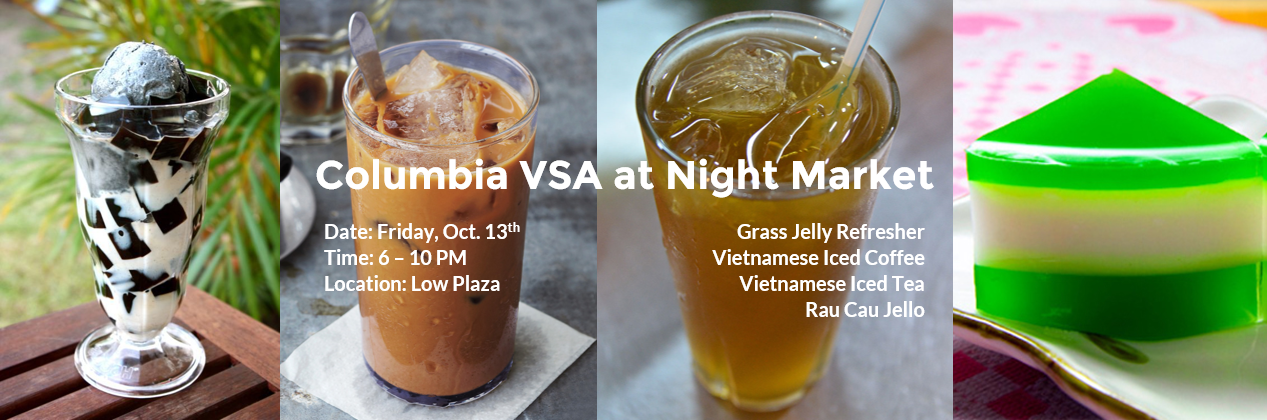 Columbia VSA at Night Market
Date: Friday, Oct. 13th
Time: 6 – 10 PM
Location: Low Plaza
Grass Jelly Refresher
Vietnamese Iced Coffee
Vietnamese Iced Tea
Rau Cau Jello